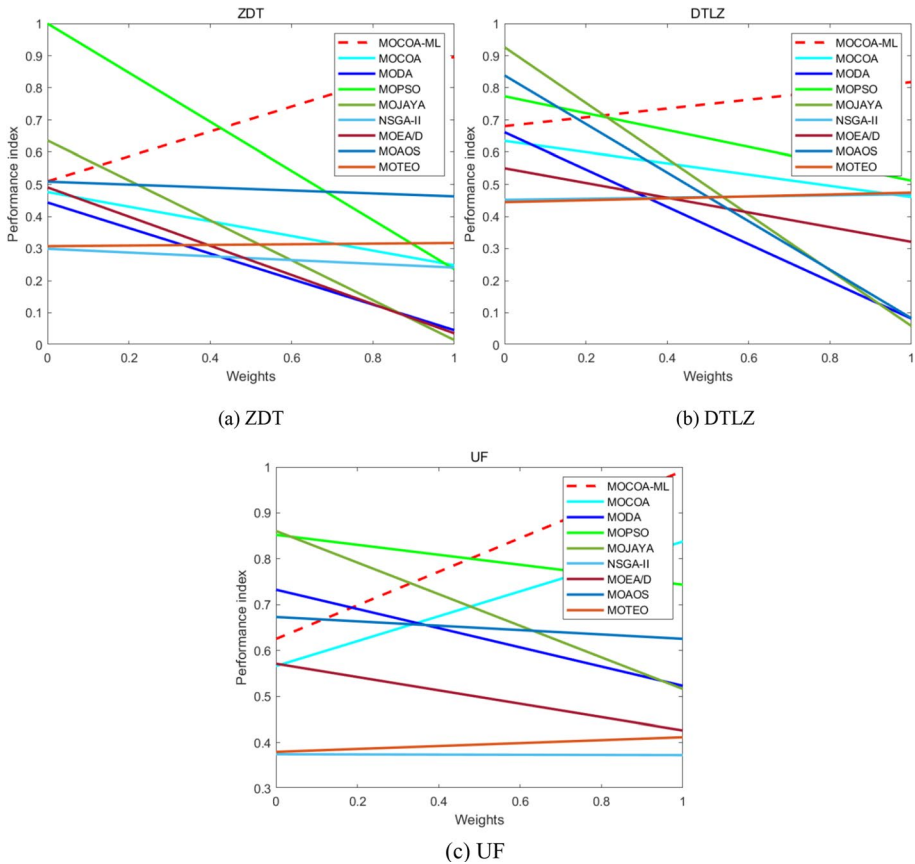 ZDT
1
0.9
0.8
0.7
0.6
0.5
0.4
0.3
0.2
0.1
0
Performance index
0 0.2 0.4 0.6 0.8 1
Weights
MOCOA-ML
MOCOA
MODA
MOPSO
MOJAYA
NSGA-II
MOEA/D
MOAOS
MOTEO
(a) ZDT
DTLZ
1
0.9
0.8
0.7
0.6
0.5
0.4
0.3
0.2
0.1
0
Performance index
0 0.2 0.4 0.6 0.8 1
Weights
MOCOA-ML
MOCOA
MODA
MOPSO
MOJAYA
NSGA-II
MOEA/D
MOAOS
MOTEO
(b) DTLZ
UF
1
0.9
0.8
0.7
0.6
0.5
0.4
0.3
Performance index
0 0.2 0.4 0.6 0.8 1
Weights
MOCOA-ML
MOCOA
MODA
MOPSO
MOJAYA
NSGA-II
MOEA/D
MOAOS
MOTEO
(c) UF